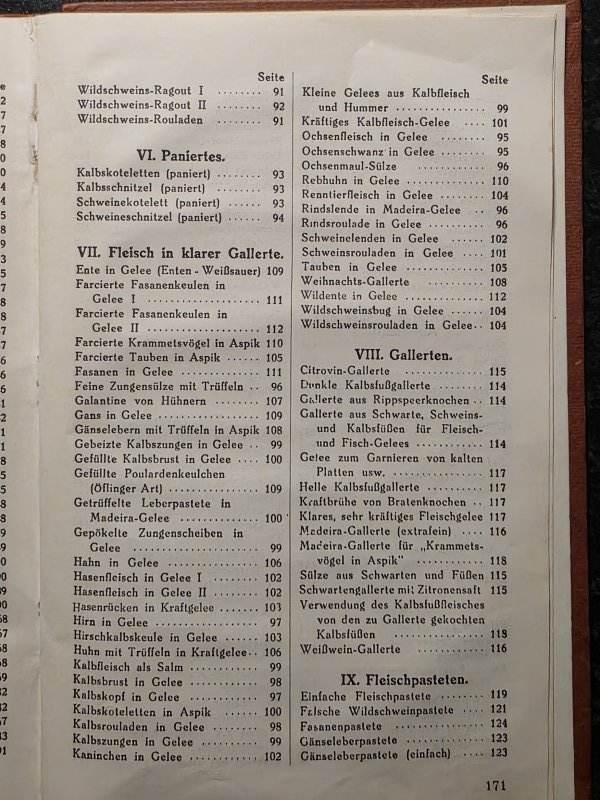 Seite
Wildschweins-Ragout I ........ 91
Wildschweins-Ragout II ....... 92
Wildschweins-Rouladen ........ 91
VI. Paniertes.
Kalbskoteletten (paniert) ........ 93
Kalbsschnitzel (paniert) ....... 93
Schweinekotelett (paniert) ...... 93
Schweineschnitzel (paniert) ...... 94
VII. Fleisch in klarer Gallerte.
Ente in Gelee (Enten - Weißsauer) 109
Farcierte Fasanenkeulen in
Gelee I .................... 111
Farcierte Fasanenkeulen in
Gelee II .................... 112
Farcierte Krammetsvögel in Aspik 110
Farcierte Tauben in Aspik ...... 105
Fasanen in Gelee .............. 111
Feine Zungensülze mit Trüffeln .. 96
Galantine von Hühnern ......... 107
Gans in Gelee .................. 109
Gänselebern mit Trüffeln in Aspik 108
Gebeizte Kalbszungen in Gelee .. 99
Gefüllte Kalbsbrust in Gelee .... 100
Gefüllte Poulardenkeulchen
(Öflinger Art) ................ 109
Getrüffelte Leberpastete in
Madeira-Gelee ................ 100
Gepökelte Zungenscheiben in
Gelee ...................... 99
Hahn in Gelee ................ 106
Hasenfleisch in Gelee I ........ 102
Hasenfleisch in Gelee II ........ 102
Hasenrücken in Kraftgelee ...... 103
Hirn in Gelee .................. 97
Hirschkalbskeule in Gelee ...... 103
Huhn mit Trüffeln in Kraftgelee .. 106
Kalbfleisch als Salm ............ 99
Kalbsbrust in Gelee ............ 98
Kalbskopf in Gelee ............ 97
Kalbskoteletten in Aspik ...... 100
Kalbsrouladen in Gelee ........ 98
Kalbszungen in Gelee .......... 99
Kaninchen in Gelee ............ 102
Seite
Kleine Gelees aus Kalbfleisch
und Hummer ................ 99
Kräftiges Kalbfleisch-Gelee .... 101
Ochsenfleisch in Gelee ........ 95
Ochsenschwanz in Gelee ........ 95
Ochsenmaul-Sülze ............ 96
Rebhuhn in Gelee .............. 110
Renntierfleisch in Gelee ........ 104
Rindslende in Madeira-Gelee .. 96
Rindsroulade in Gelee .......... 96
Schweinelenden in Gelee ...... 102
Schweinsrouladen in Gelee .... 101
Tauben in Gelee .............. 105
Weihnachts-Gallerte .......... 108
Wildente in Gelee .............. 112
Wildschweinsbug in Gelee ...... 104
Wildschweinsrouladen in Gelee .. 104
VIII. Gallerten.
Citrovin-Gallerte .............. 115
Dunkle Kalbsfußgallerte ........ 114
Gallerte aus Rippspeerknochen .. 114
Gallerte aus Schwarte, Schweins-
und Kalbsfüßen für Fleisch-
und Fisch-Gelees ............ 114
Gelee zum Garnieren von kalten
Platten usw. ................ 117
Helle Kalbsfußgallerte .......... 117
Kraftbrühe von Bratenknochen .. 117
Klares, sehr kräftiges Fleischgelee 117
Madeira-Gallerte (extrafein) .... 116
Madeira-Gallerte für „Krammets-
vögel in Aspik" ............ 118
Sülze aus Schwarten und Füßen 115
Schwartengallerte mit Zitronensaft 115
Verwendung des Kalbsfußfleisches
von den zu Gallerte gekochten
Kalbsfüßen ................ 118
Weißwein-Gallerte ............ 116
IX. Fleischpasteten.
Einfache Fleischpastete ........ 119
Falsche Wildschweinpastete .... 121
Fasanenpastete ................ 124
Gänseleberpastete .............. 123
Gänseleberpastete (einfach) .... 123
171